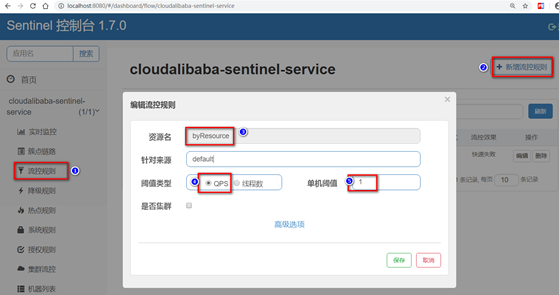 localhost:8080/#/dashboard/flow/cloudalibaba-sentinel-service
Sentinel 控制台 1.7.0
应用名 搜索
首页
cloudalibaba-sentinel-service
(1/1)
实时监控
簇点链路
流控规则 1
降级规则
热点规则
系统规则
授权规则
集群流控
机器列表
cloudalibaba-sentinel-service
2 + 新增流控规则
刷新
流控效果 操作
快速失败 编辑 删除
条记录, 每页 10 条记录
编辑流控规则 ×
资源名 byResource 3
针对来源 default
阈值类型 4 QPS 线程数 单机阈值 5 1
是否集群
高级选项
保存 取消